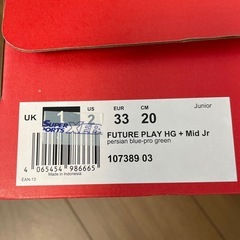 UK 1 US 2 EUR 33 CM 20 Junior
SUPER SPORTS XEBIO
FUTURE PLAY HG + Mid Jr
persian blue-pro green
107389 03
4 065454 986665
EAN-13 Made in Indonesia